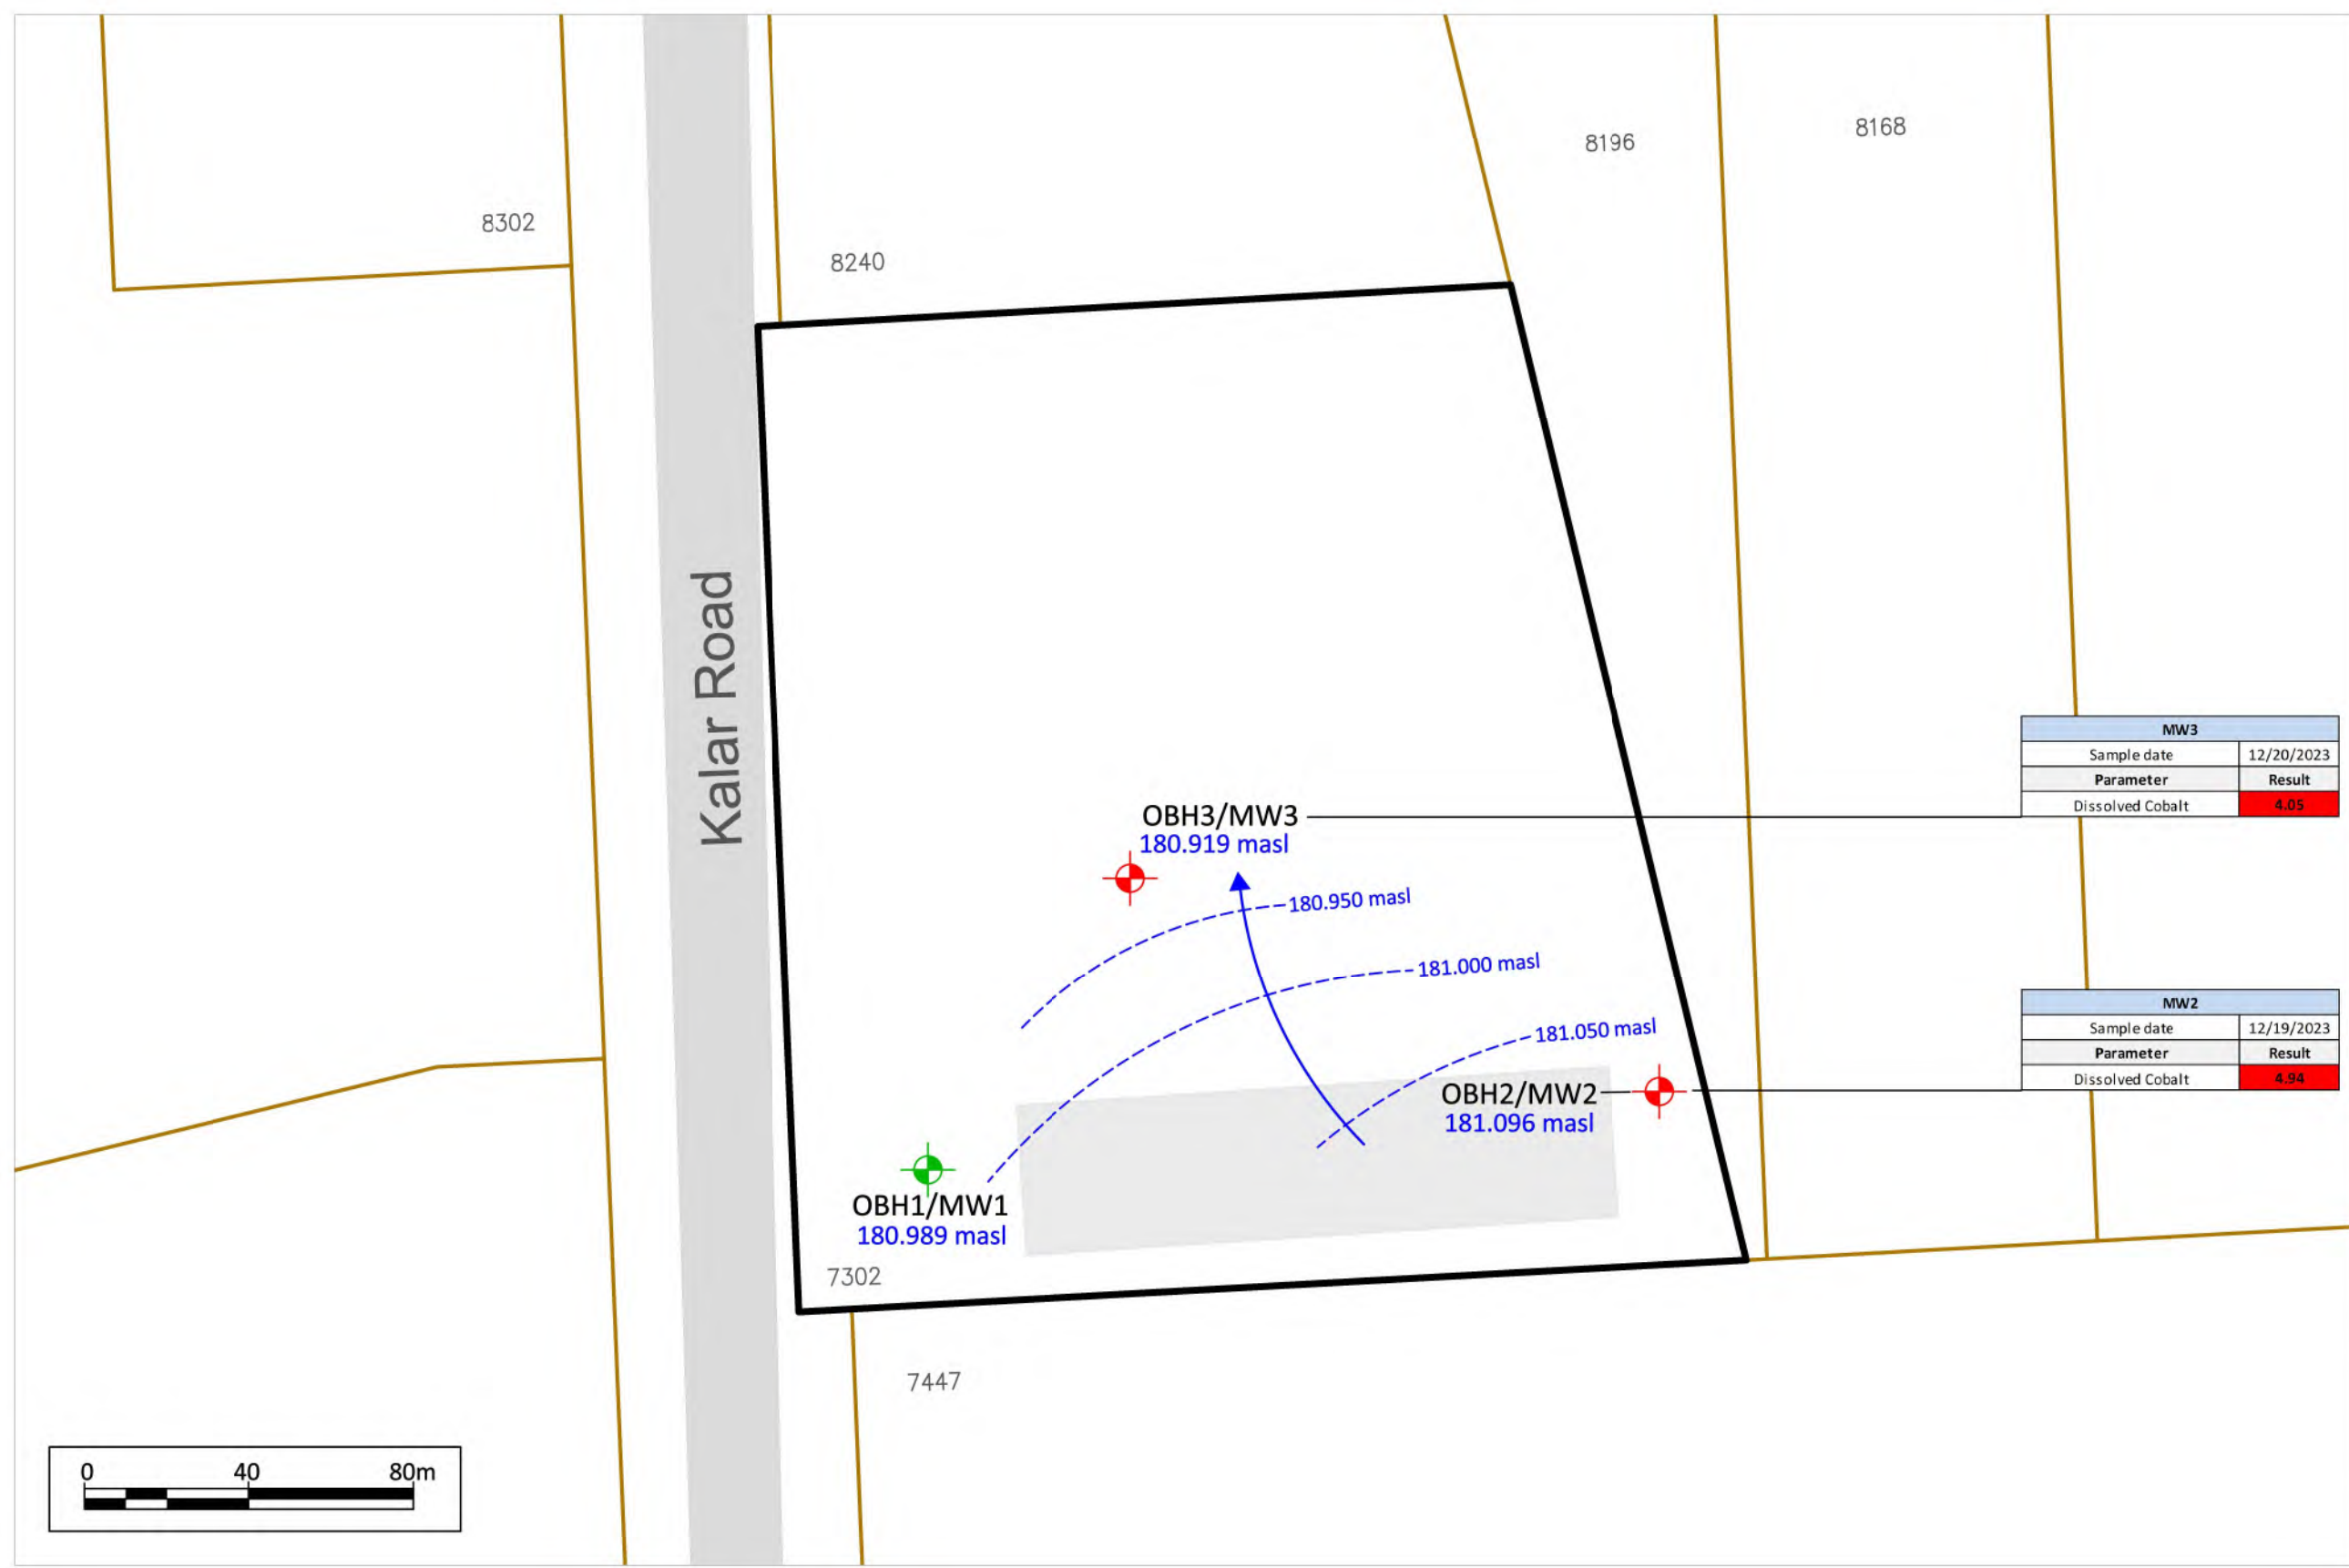 8168
8196
8302
8240
Kalar Road
MW3
Sample date 12/20/2023
Parameter Result
Dissolved Cobalt 4.05
OBH3/MW3
180.919 masl
180.950 masl
181.000 masl
181.050 masl
MW2
Sample date 12/19/2023
Parameter Result
Dissolved Cobalt 4.94
OBH2/MW2
181.096 masl
OBH1/MW1
180.989 masl
7302
7447
0 40 80m